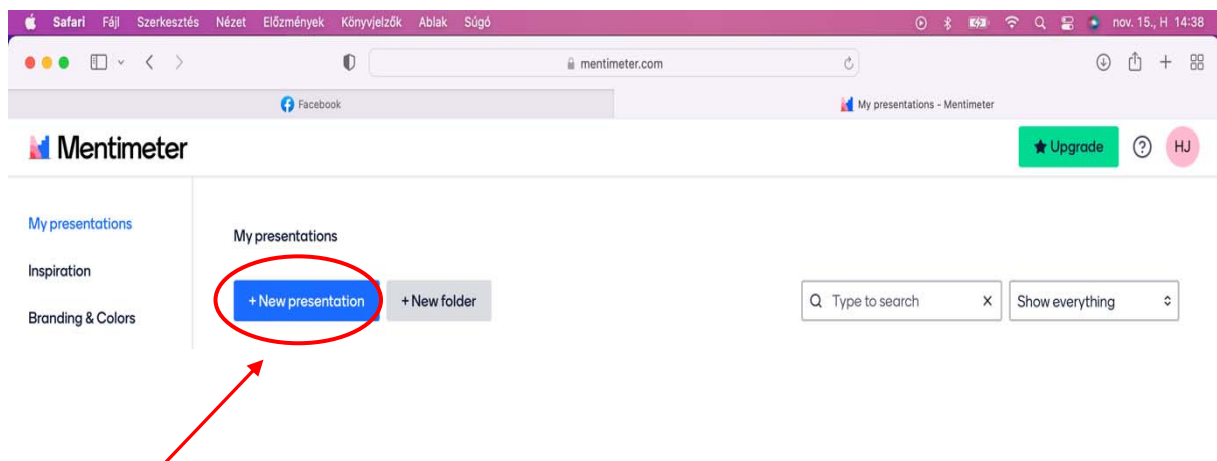 Safari Fájl Szerkesztés Nézet Előzmények Könyvjelzők Ablak Súgó nov. 15., H 14:38
mentimeter.com
Facebook My presentations - Mentimeter
Mentimeter ★ Upgrade ? HJ
My presentations
My presentations
Inspiration
+ New presentation + New folder Type to search X Show everything
Branding & Colors